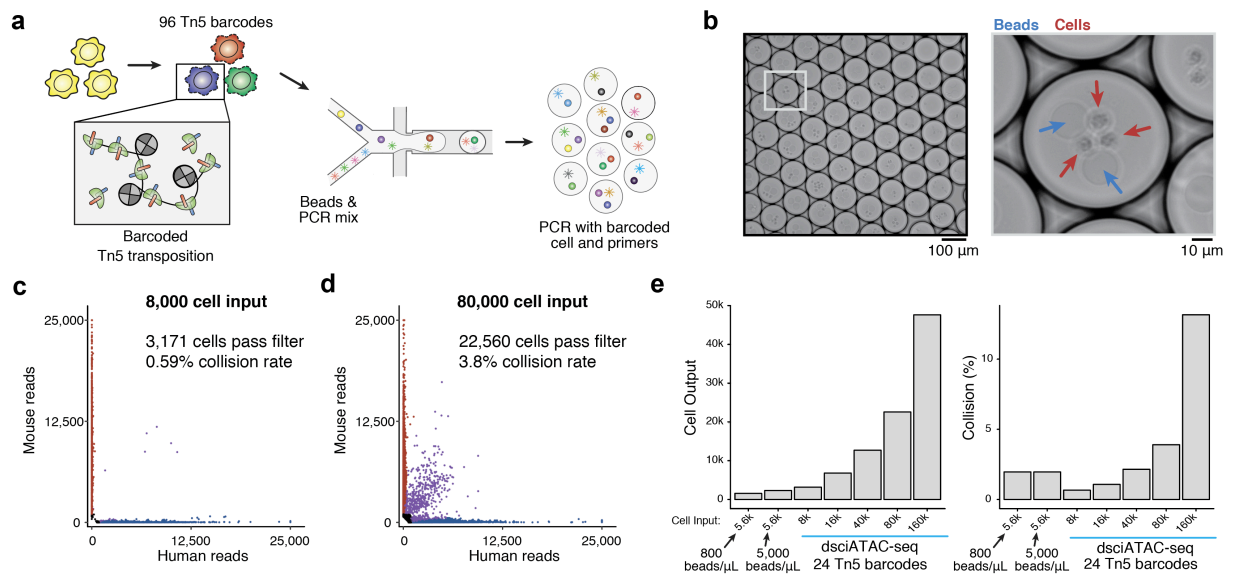 a
96 Tn5 barcodes
Barcoded
Tn5 transposition
Beads &
PCR mix
PCR with barcoded
cell and primers
b
Beads Cells
100 µm
10 µm
c
8,000 cell input
3,171 cells pass filter
0.59% collision rate
Mouse reads
25,000
12,500
0
0
12,500
25,000
Human reads
d
80,000 cell input
22,560 cells pass filter
3.8% collision rate
Mouse reads
25,000
12,500
0
0
12,500
25,000
Human reads
e
Cell Output
50k
40k
30k
20k
10k
0
Cell Input:
5.6k
5.6k
8k
16k
40k
80k
160k
800
beads/µL
5,000
beads/µL
dsciATAC-seq
24 Tn5 barcodes
Collision (%)
10
5
0
5.6k
5.6k
8k
16k
40k
80k
160k
800
beads/µL
5,000
beads/µL
dsciATAC-seq
24 Tn5 barcodes